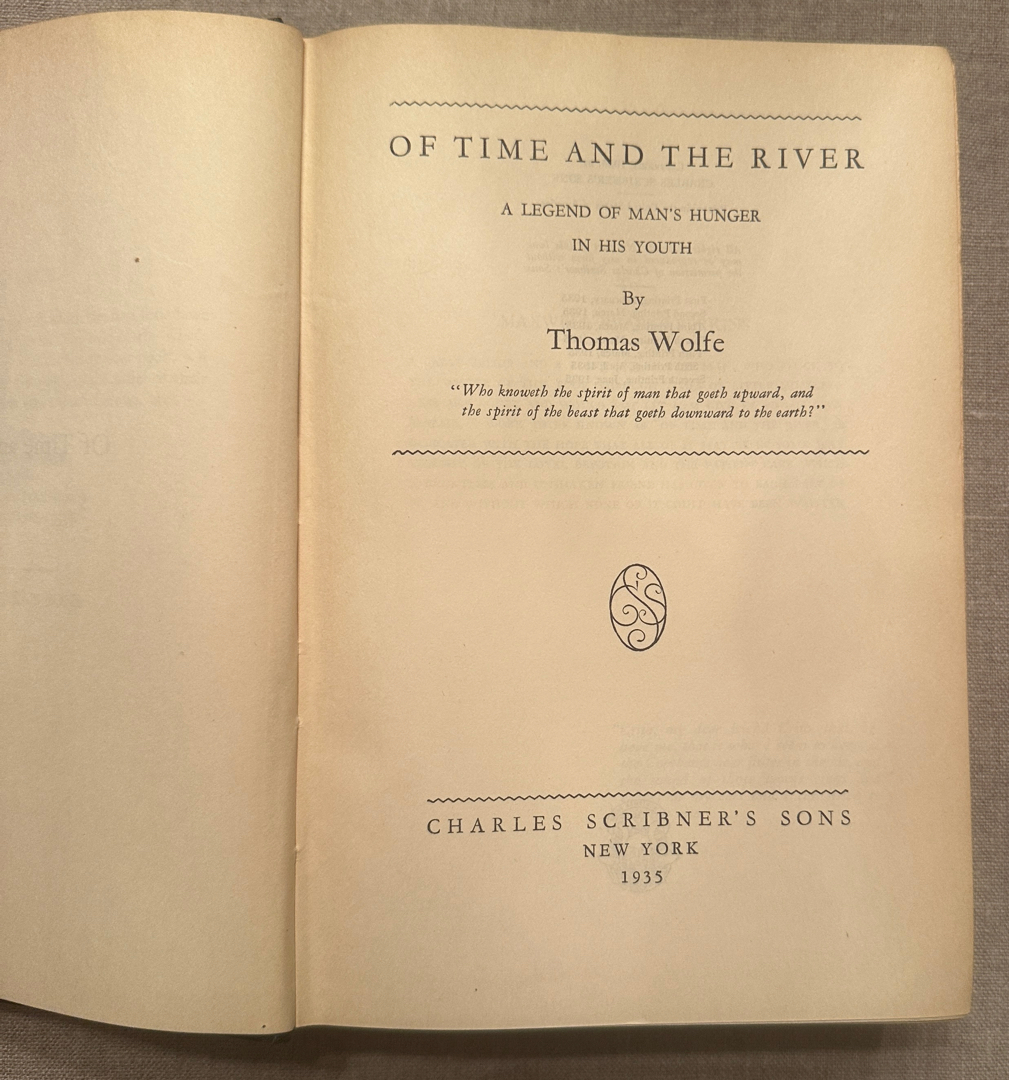 OF TIME AND THE RIVER
A LEGEND OF MAN'S HUNGER
IN HIS YOUTH
By
Thomas Wolfe
"Who knoweth the spirit of man that goeth upward, and
the spirit of the beast that goeth downward to the earth?"
CHARLES SCRIBNER'S SONS
NEW YORK
1935